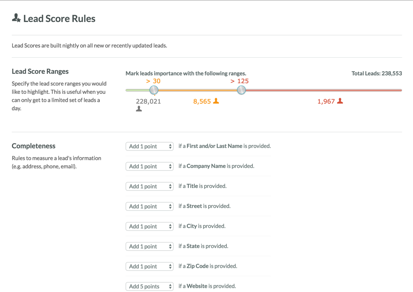 Lead Score Rules
Lead Scores are built nightly on all new or recently updated leads.
Lead Score Ranges
Specify the lead score ranges you would
like to highlight. This is useful when you
can only get to a limited set of leads a
day.
Mark leads importance with the following ranges.
Total Leads: 238,553
> 30
> 125
228,021
8,565
1,967
Completeness
Rules to measure a lead's information
(e.g. address, phone, email).
Add 1 point if a First and/or Last Name is provided.
Add 1 point if a Company Name is provided.
Add 1 point if a Title is provided.
Add 1 point if a Street is provided.
Add 1 point if a City is provided.
Add 1 point if a State is provided.
Add 1 point if a Zip Code is provided.
Add 5 points if a Website is provided.